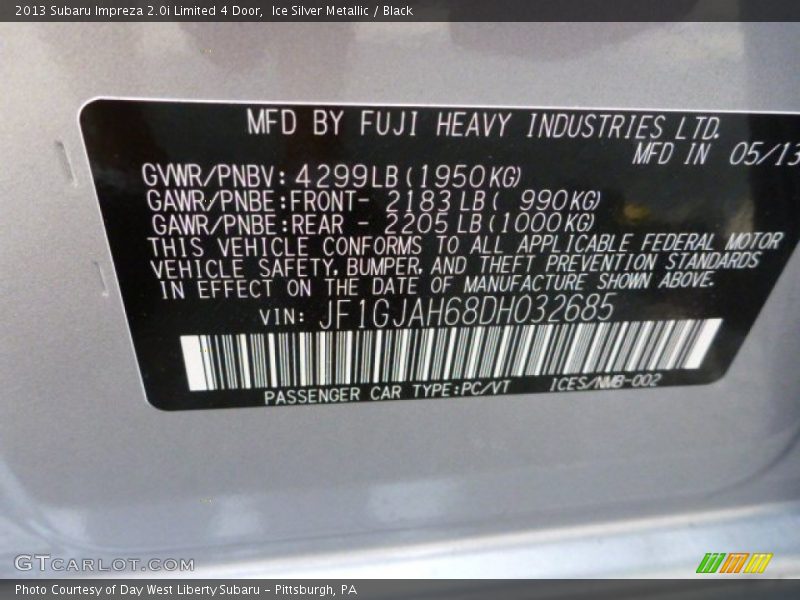 2013 Subaru Impreza 2.0i Limited 4 Door, Ice Silver Metallic / Black
MFD BY FUJI HEAVY INDUSTRIES LTD.
MFD IN 05/13
GVWR/PNBV: 4299LB (1950KG)
GAWR/PNBE:FRONT- 2183LB ( 990KG)
GAWR/PNBE:REAR - 2205LB (1000KG)
THIS VEHICLE CONFORMS TO ALL APPLICABLE FEDERAL MOTOR
VEHICLE SAFETY, BUMPER, AND THEFT PREVENTION STANDARDS
IN EFFECT ON THE DATE OF MANUFACTURE SHOWN ABOVE.
VIN: JF1GJAH68DH032685
PASSENGER CAR TYPE:PC/VT ICES/NMB-002
GTCARLOT.COM
Photo Courtesy of Day West Liberty Subaru - Pittsburgh, PA